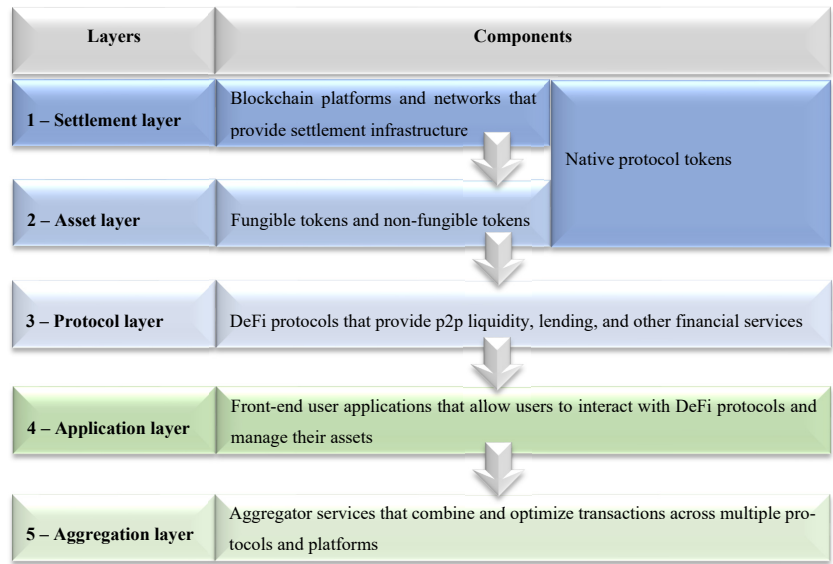 Layers
Components
1 – Settlement layer
Blockchain platforms and networks that
provide settlement infrastructure
Native protocol tokens
2 – Asset layer
Fungible tokens and non-fungible tokens
3 – Protocol layer
DeFi protocols that provide p2p liquidity, lending, and other financial services
4 – Application layer
Front-end user applications that allow users to interact with DeFi protocols and
manage their assets
5 – Aggregation layer
Aggregator services that combine and optimize transactions across multiple pro-
tocols and platforms